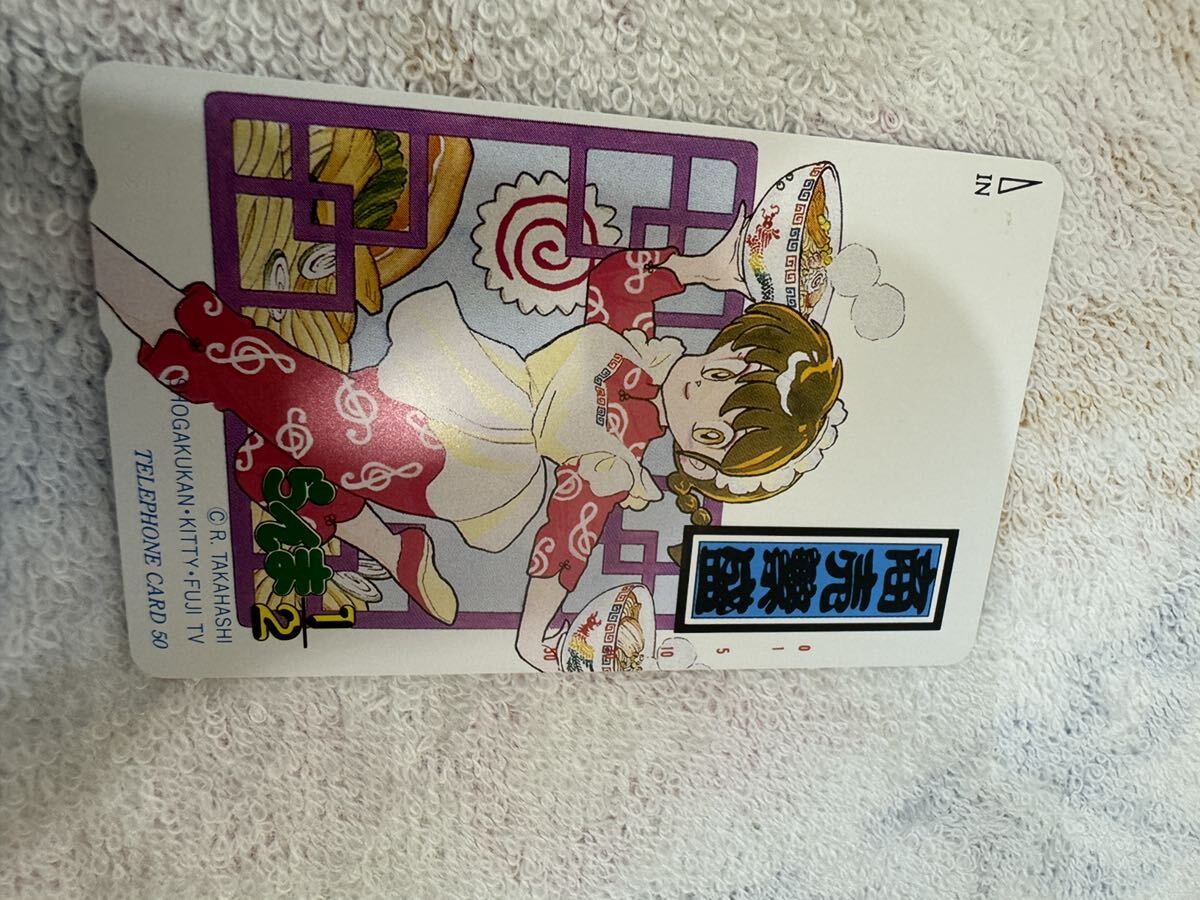 IN
商売繁盛
0
1
5
10
30
らんま
1/2
© R. TAKAHASHI
SHOGAKUKAN・KITTY・FUJI TV
TELEPHONE CARD 50